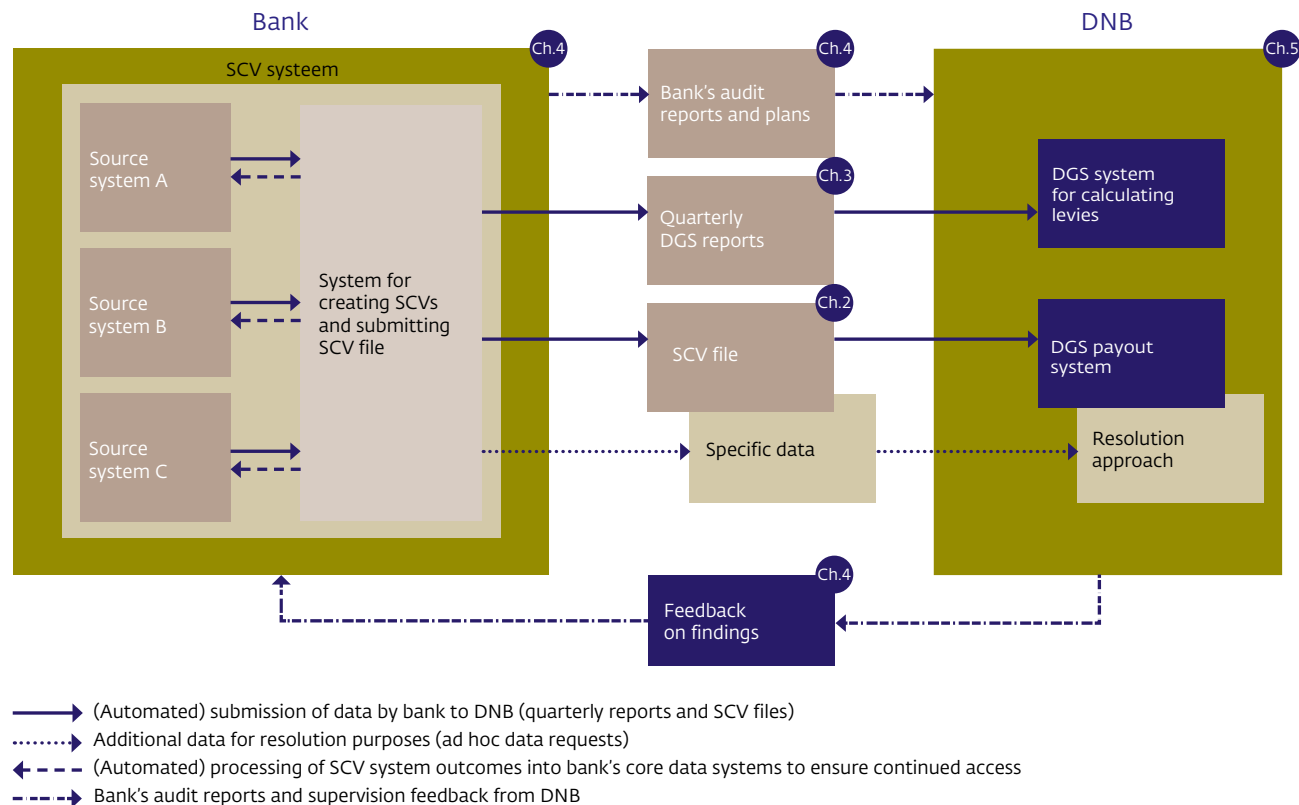 Bank
DNB
Ch.4
Ch.4
Ch.5
SCV systeem
Bank's audit
reports and plans
Source
system A
Ch.3
DGS system
for calculating
levies
Quarterly
DGS reports
System for
creating SCVs
and submitting
SCV file
Source
system B
Ch.2
SCV file
DGS payout
system
Source
system C
Specific data
Resolution
approach
Ch.4
Feedback
on findings
(Automated) submission of data by bank to DNB (quarterly reports and SCV files)
Additional data for resolution purposes (ad hoc data requests)
(Automated) processing of SCV system outcomes into bank's core data systems to ensure continued access
Bank's audit reports and supervision feedback from DNB